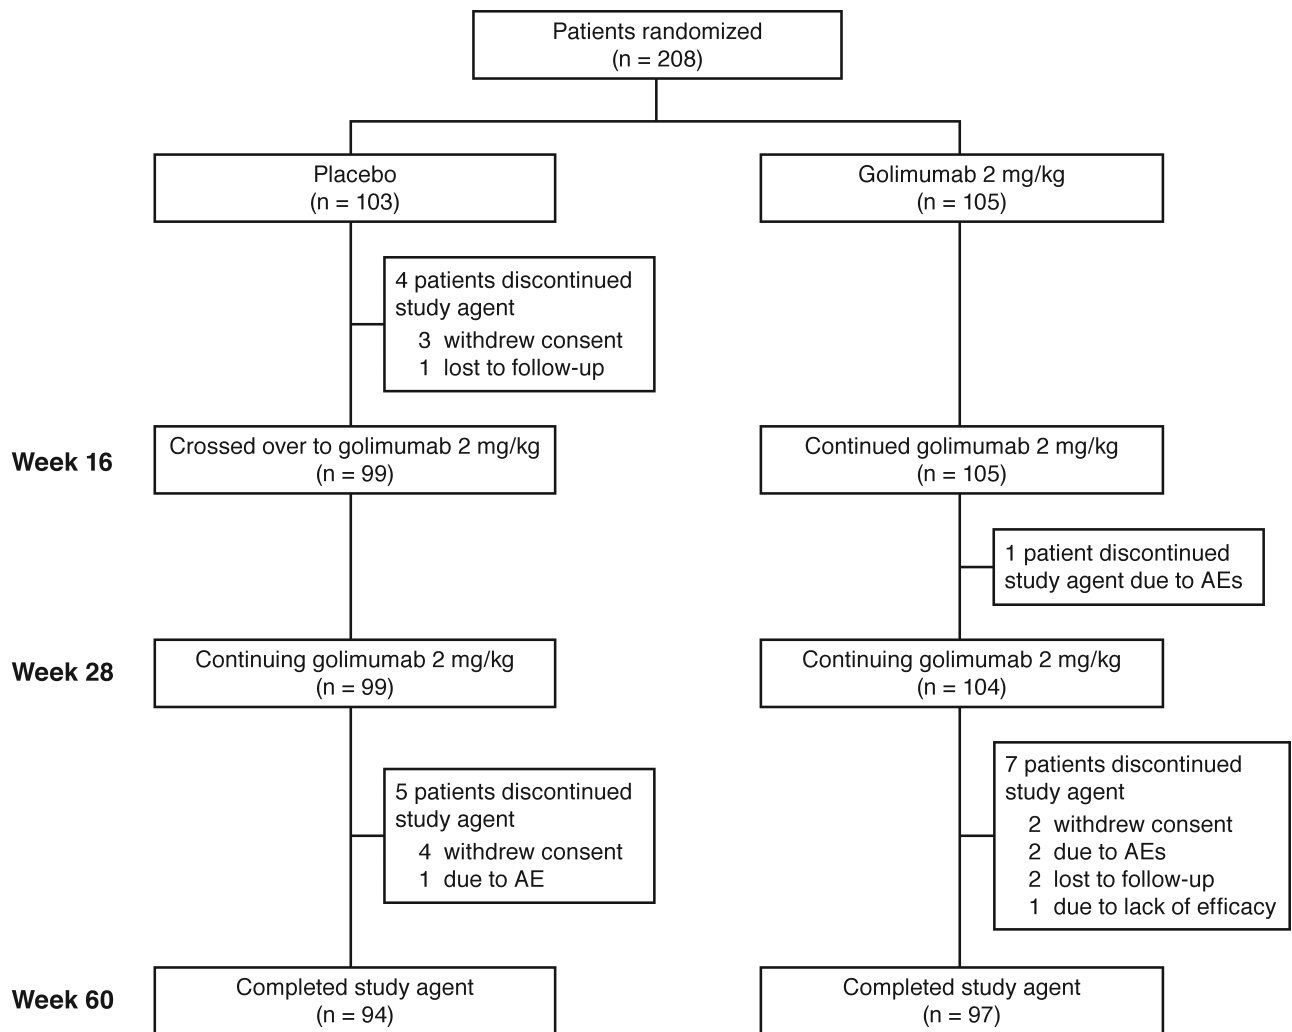 Patients randomized
(n = 208)
Placebo
(n = 103)
Golimumab 2 mg/kg
(n = 105)
4 patients discontinued
study agent
3 withdrew consent
1 lost to follow-up
Week 16
Crossed over to golimumab 2 mg/kg
(n = 99)
Continued golimumab 2 mg/kg
(n = 105)
1 patient discontinued
study agent due to AEs
Week 28
Continuing golimumab 2 mg/kg
(n = 99)
Continuing golimumab 2 mg/kg
(n = 104)
5 patients discontinued
study agent
4 withdrew consent
1 due to AE
7 patients discontinued
study agent
2 withdrew consent
2 due to AEs
2 lost to follow-up
1 due to lack of efficacy
Week 60
Completed study agent
(n = 94)
Completed study agent
(n = 97)